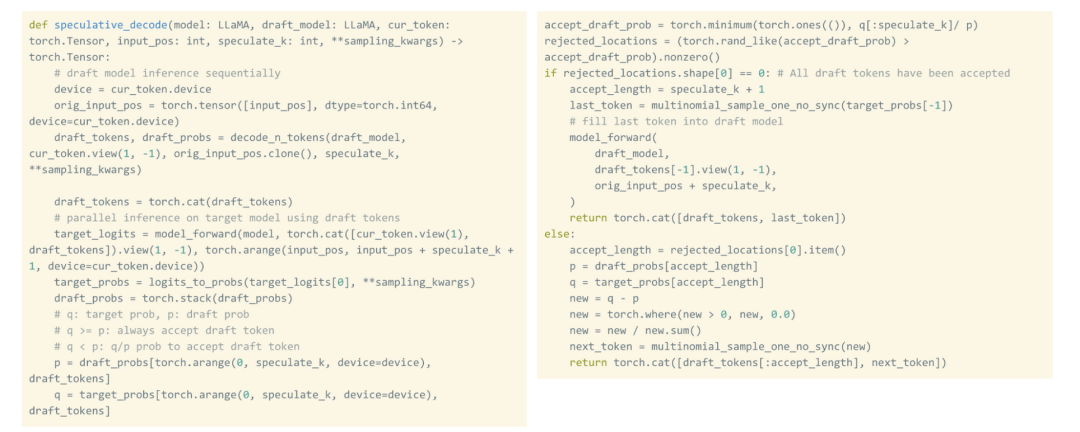 def speculative_decode(model: LLaMA, draft_model: LLaMA, cur_token:
torch.Tensor, input_pos: int, speculate_k: int, **sampling_kwargs) ->
torch.Tensor:
    # draft model inference sequentially
    device = cur_token.device
    orig_input_pos = torch.tensor([input_pos], dtype=torch.int64,
device=cur_token.device)
    draft_tokens, draft_probs = decode_n_tokens(draft_model,
cur_token.view(1, -1), orig_input_pos.clone(), speculate_k,
**sampling_kwargs)

    draft_tokens = torch.cat(draft_tokens)
    # parallel inference on target model using draft tokens
    target_logits = model_forward(model, torch.cat([cur_token.view(1),
draft_tokens]).view(1, -1), torch.arange(input_pos, input_pos + speculate_k +
1, device=cur_token.device))
    target_probs = logits_to_probs(target_logits[0], **sampling_kwargs)
    draft_probs = torch.stack(draft_probs)
    # q: target prob, p: draft prob
    # q >= p: always accept draft token
    # q < p: q/p prob to accept draft token
    p = draft_probs[torch.arange(0, speculate_k, device=device),
draft_tokens]
    q = target_probs[torch.arange(0, speculate_k, device=device),
draft_tokens]
accept_draft_prob = torch.minimum(torch.ones(()), q[:speculate_k]/ p)
rejected_locations = (torch.rand_like(accept_draft_prob) >
accept_draft_prob).nonzero()
if rejected_locations.shape[0] == 0: # All draft tokens have been accepted
    accept_length = speculate_k + 1
    last_token = multinomial_sample_one_no_sync(target_probs[-1])
    # fill last token into draft model
    model_forward(
        draft_model,
        draft_tokens[-1].view(1, -1),
        orig_input_pos + speculate_k,
    )
    return torch.cat([draft_tokens, last_token])
else:
    accept_length = rejected_locations[0].item()
    p = draft_probs[accept_length]
    q = target_probs[accept_length]
    new = q - p
    new = torch.where(new > 0, new, 0.0)
    new = new / new.sum()
    next_token = multinomial_sample_one_no_sync(new)
    return torch.cat([draft_tokens[:accept_length], next_token])